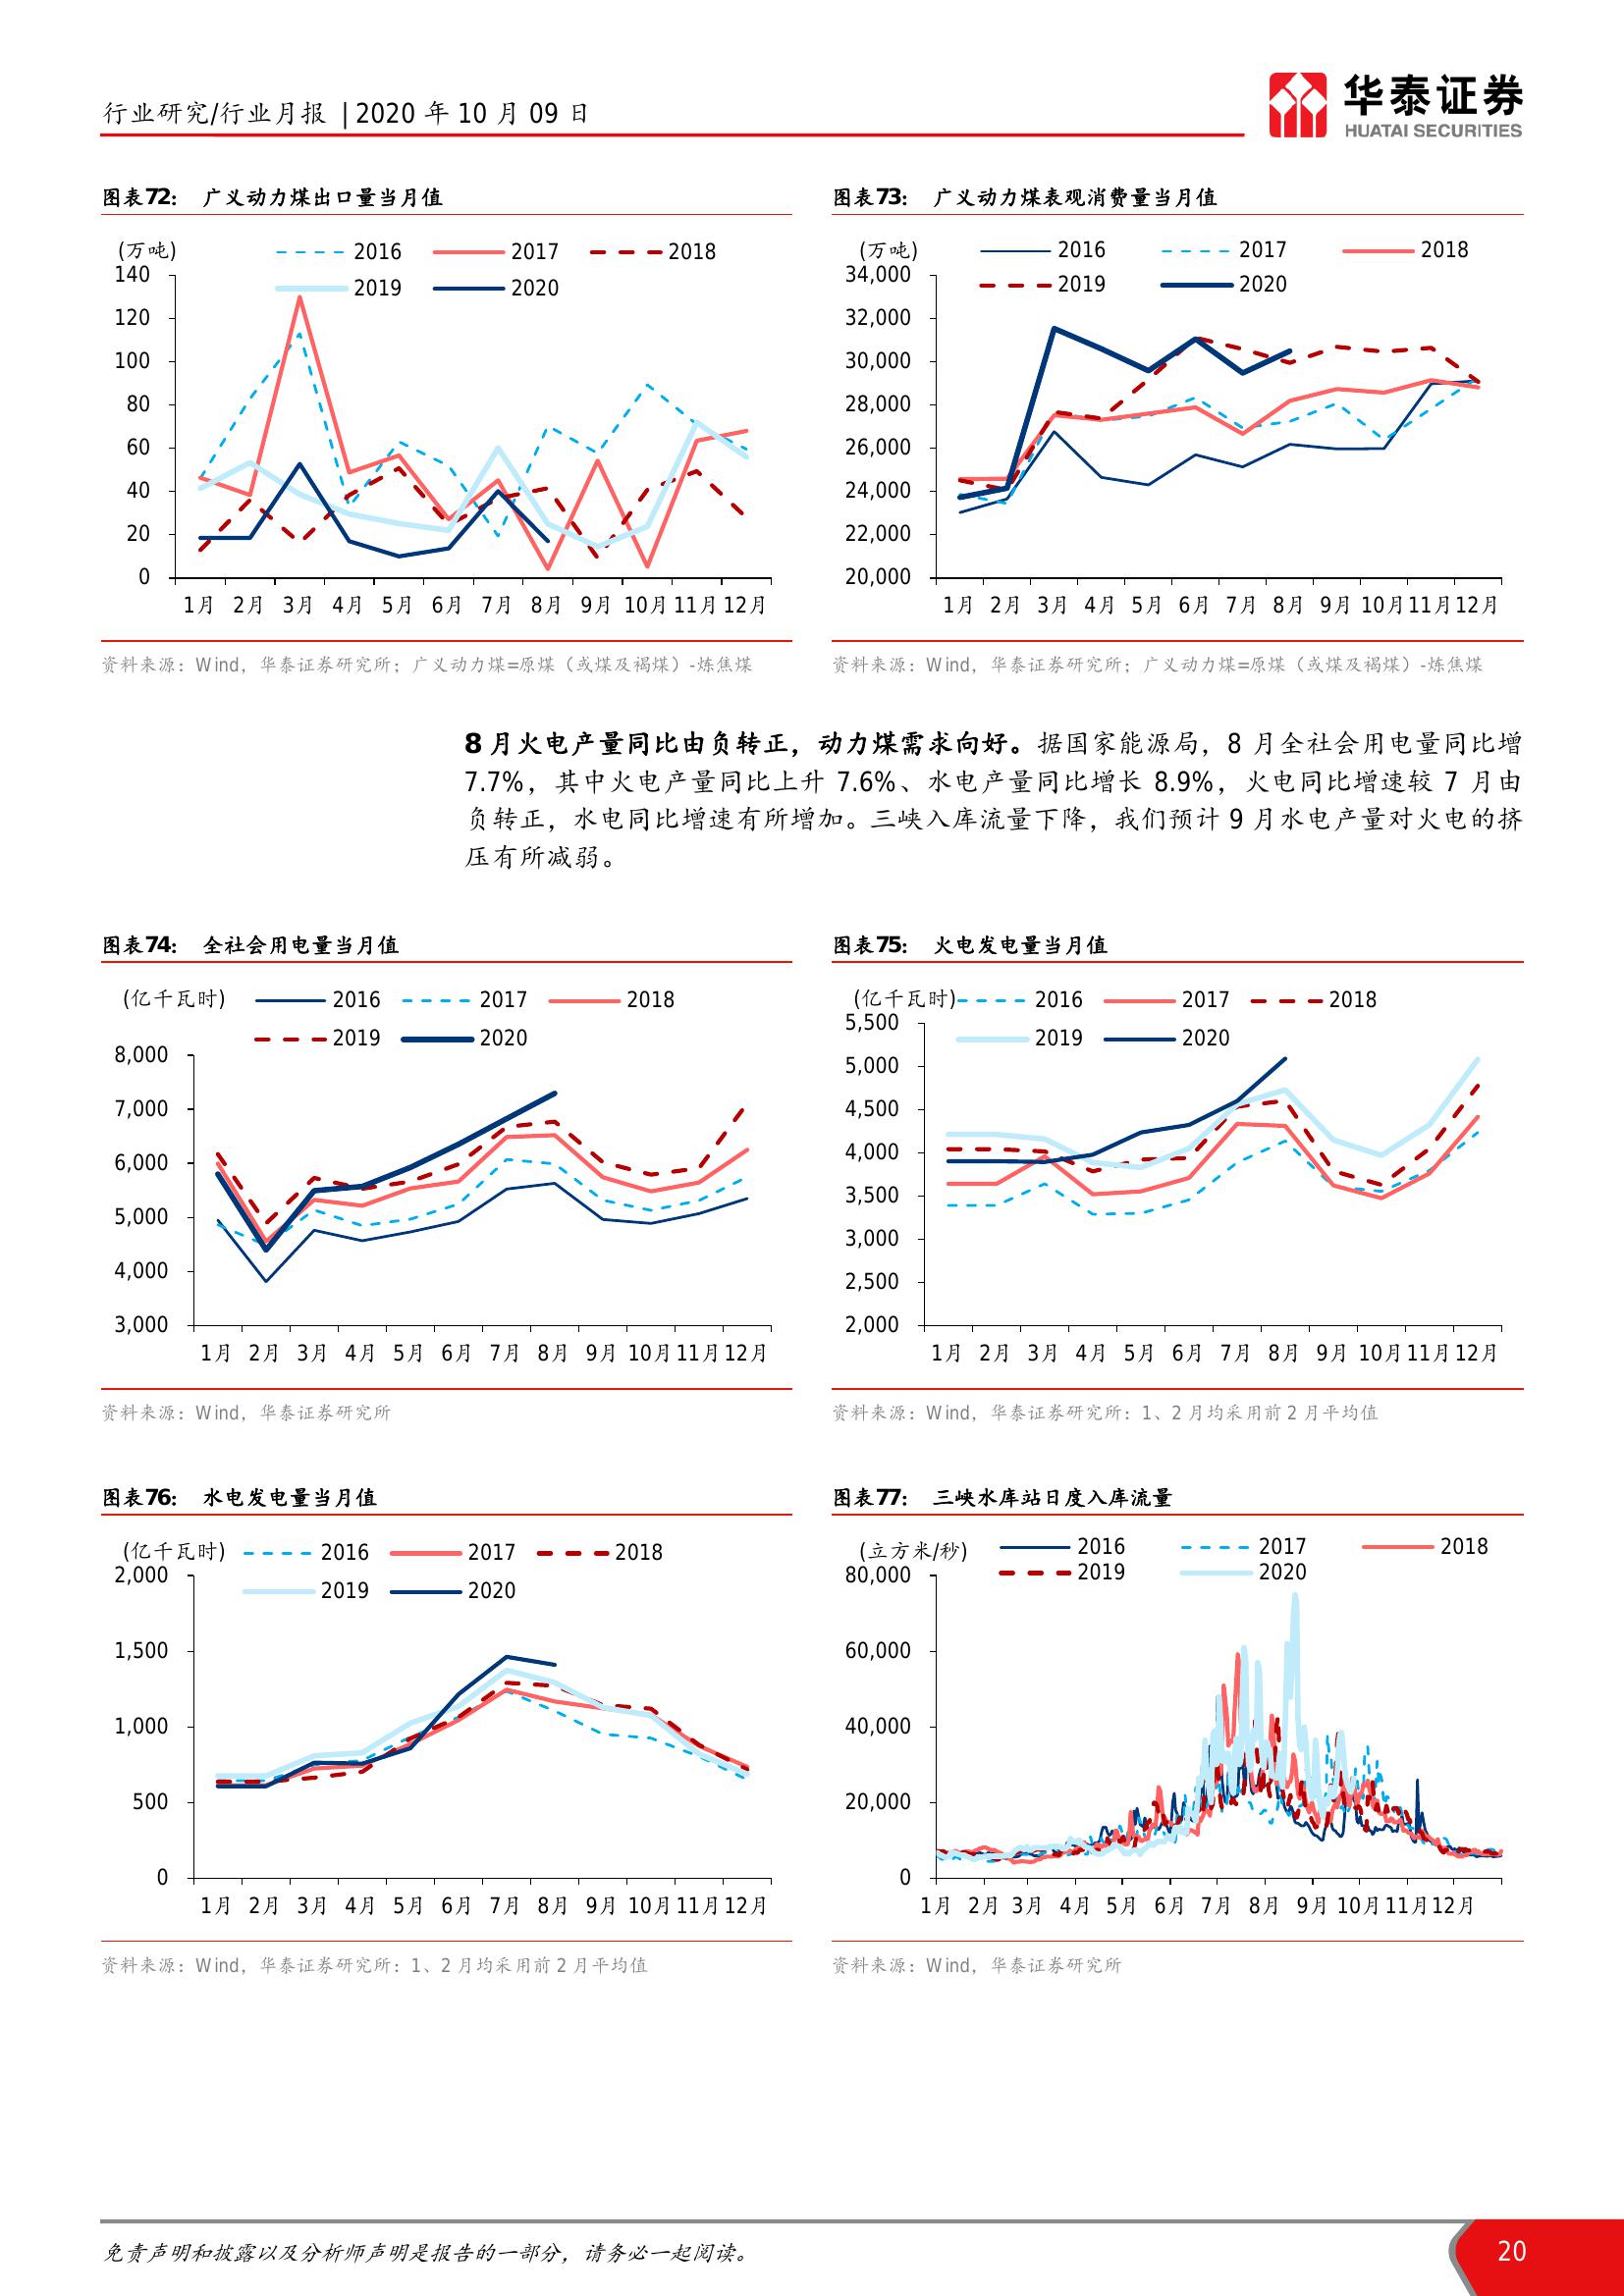 行业研究/行业月报 | 2020 年 10 月 09 日
华泰证券
HUATAI SECURITIES
图表72： 广义动力煤出口量当月值
(万吨)
2016 2017 2018
2019 2020
140
120
100
80
60
40
20
0
1月 2月 3月 4月 5月 6月 7月 8月 9月 10月 11月 12月
资料来源：Wind，华泰证券研究所；广义动力煤=原煤（或煤及褐煤）-炼焦煤
图表73： 广义动力煤表观消费量当月值
(万吨)
2016 2017 2018
2019 2020
34,000
32,000
30,000
28,000
26,000
24,000
22,000
20,000
1月 2月 3月 4月 5月 6月 7月 8月 9月 10月 11月 12月
资料来源：Wind，华泰证券研究所；广义动力煤=原煤（或煤及褐煤）-炼焦煤
8 月火电产量同比由负转正，动力煤需求向好。据国家能源局，8 月全社会用电量同比增
7.7%，其中火电产量同比上升 7.6%、水电产量同比增长 8.9%，火电同比增速较 7 月由
负转正，水电同比增速有所增加。三峡入库流量下降，我们预计 9 月水电产量对火电的挤
压有所减弱。
图表74： 全社会用电量当月值
(亿千瓦时)
2016 2017 2018
2019 2020
8,000
7,000
6,000
5,000
4,000
3,000
1月 2月 3月 4月 5月 6月 7月 8月 9月 10月 11月 12月
资料来源：Wind，华泰证券研究所
图表75： 火电发电量当月值
(亿千瓦时)
2016 2017 2018
2019 2020
5,500
5,000
4,500
4,000
3,500
3,000
2,500
2,000
1月 2月 3月 4月 5月 6月 7月 8月 9月 10月 11月 12月
资料来源：Wind，华泰证券研究所：1、2 月均采用前 2 月平均值
图表76： 水电发电量当月值
(亿千瓦时)
2016 2017 2018
2019 2020
2,000
1,500
1,000
500
0
1月 2月 3月 4月 5月 6月 7月 8月 9月 10月 11月 12月
资料来源：Wind，华泰证券研究所：1、2 月均采用前 2 月平均值
图表77： 三峡水库站日度入库流量
(立方米/秒)
2016 2017 2018
2019 2020
80,000
60,000
40,000
20,000
0
1月 2月 3月 4月 5月 6月 7月 8月 9月 10月 11月 12月
资料来源：Wind，华泰证券研究所
免责声明和披露以及分析师声明是报告的一部分，请务必一起阅读。
20